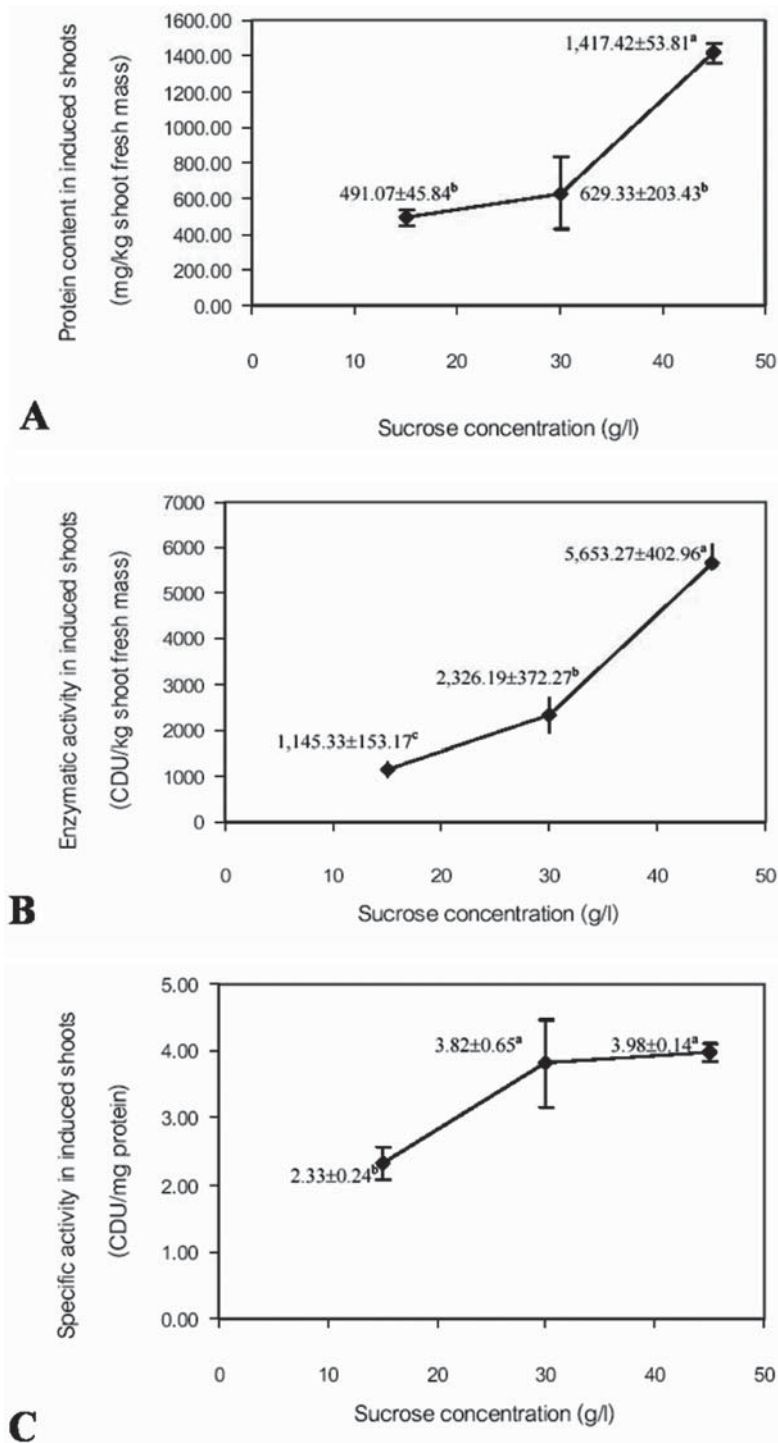 Protein content in induced shoots
(mg/kg shoot fresh mass)
1600.00
1400.00
1200.00
1000.00
800.00
600.00
400.00
200.00
0.00
1,417.42±53.81ᵃ
491.07±45.84ᵇ
629.33±203.43ᵇ
0 10 20 30 40 50
A
Sucrose concentration (g/l)
Enzymatic activity in induced shoots
(CDU/kg shoot fresh mass)
7000
6000
5000
4000
3000
2000
1000
0
5,653.27±402.96ᵃ
2,326.19±372.27ᵇ
1,145.33±153.17ᶜ
0 10 20 30 40 50
B
Sucrose concentration (g/l)
Specific activity in induced shoots
(CDU/mg protein)
5.00
4.00
3.00
2.00
1.00
0.00
3.82±0.65ᵃ
3.98±0.14ᵃ
2.33±0.24ᵇ
0 10 20 30 40 50
C
Sucrose concentration (g/l)